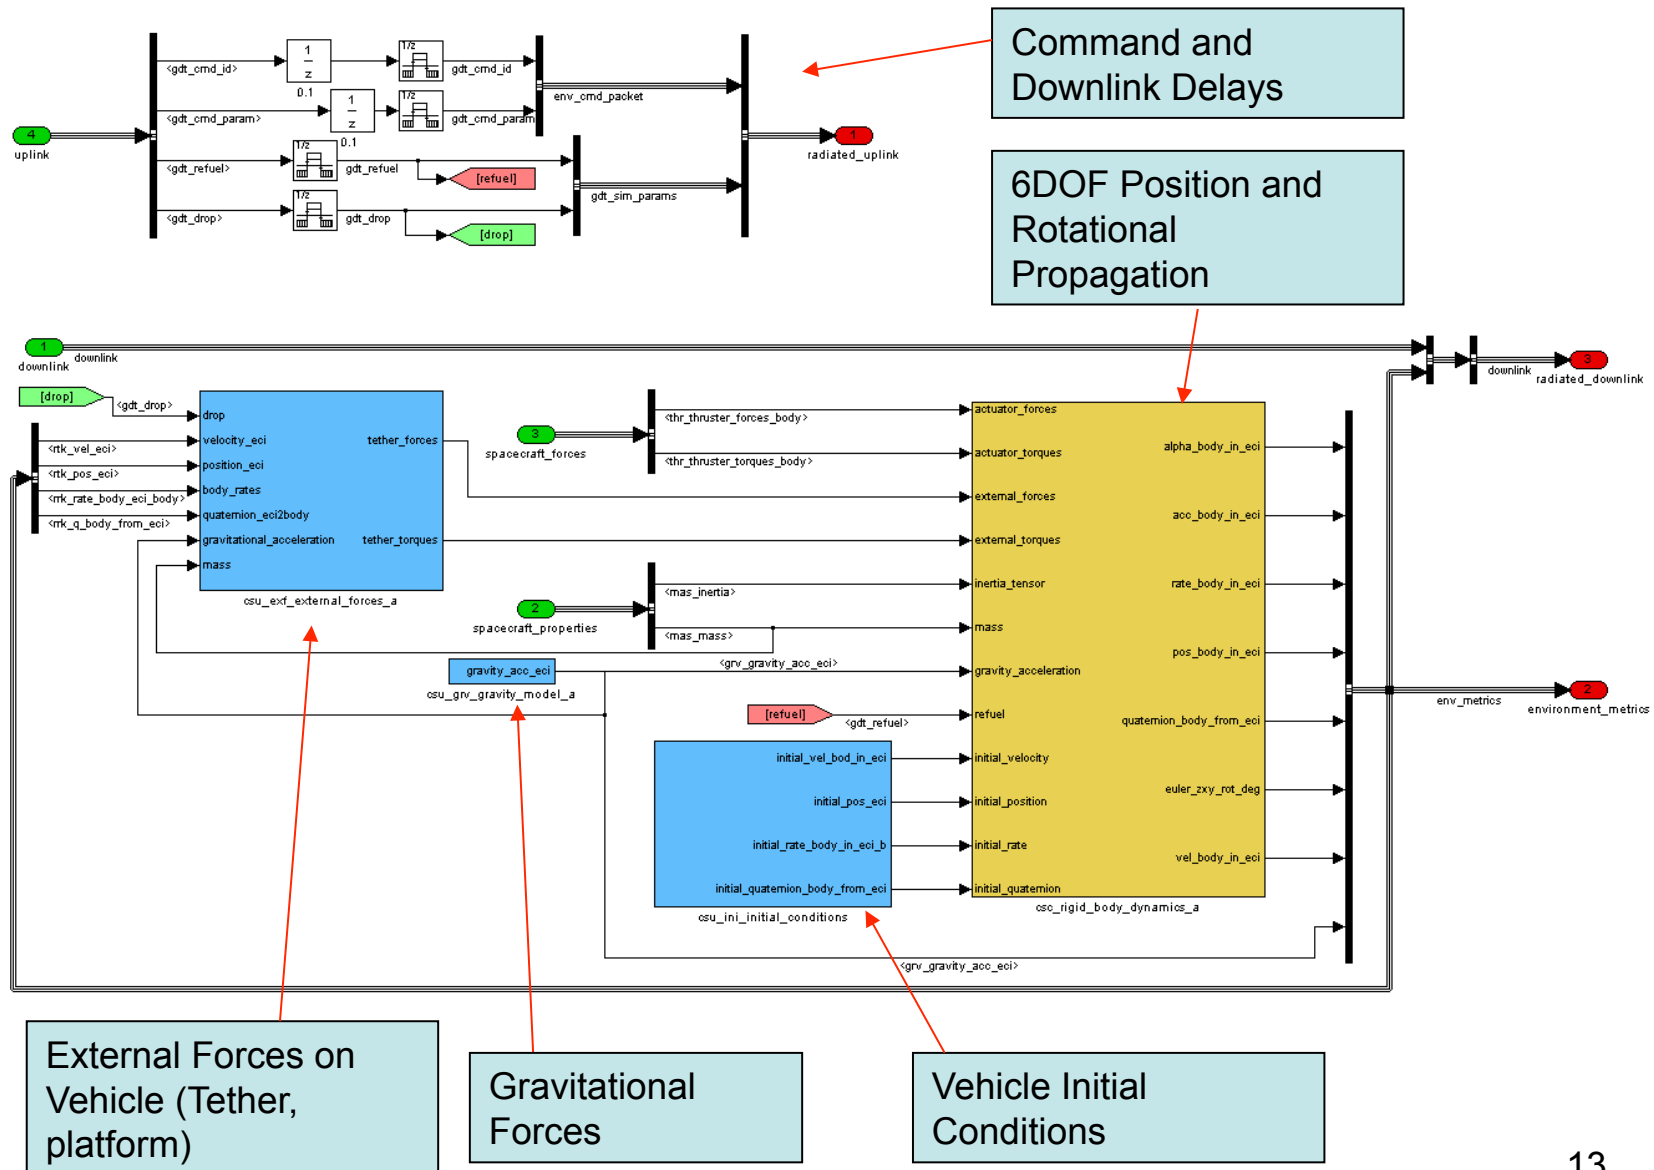 Command and
Downlink Delays
6DOF Position and
Rotational
Propagation
4
uplink
<gdt_cmd_id>
1
z
0.1
1/z
gdt_cmd_id
<gdt_cmd_param>
1
z
0.1
1/z
gdt_cmd_param
<gdt_refuel>
1/z
gdt_refuel
[refuel]
<gdt_drop>
1/z
gdt_drop
[drop]
env_cmd_packet
gdt_sim_params
1
radiated_uplink
1
downlink
downlink
downlink
3
radiated_downlink
[drop]
<gdt_drop>
<rtk_vel_eci>
<rtk_pos_eci>
<rrk_rate_body_eci_body>
<rrk_q_body_from_eci>
drop
velocity_eci
position_eci
body_rates
quaternion_eci2body
gravitational_acceleration
mass
tether_forces
tether_torques
csu_exf_external_forces_a
3
spacecraft_forces
<thr_thruster_forces_body>
<thr_thruster_torques_body>
2
spacecraft_properties
<mas_inertia>
<mas_mass>
gravity_acc_eci
csu_grv_gravity_model_a
<grv_gravity_acc_eci>
[refuel]
<gdt_refuel>
initial_vel_bod_in_eci
initial_pos_eci
initial_rate_body_in_eci_b
initial_quaternion_body_from_eci
csu_ini_initial_conditions
actuator_forces
actuator_torques
external_forces
external_torques
inertia_tensor
mass
gravity_acceleration
refuel
initial_velocity
initial_position
initial_rate
initial_quaternion
alpha_body_in_eci
acc_body_in_eci
rate_body_in_eci
pos_body_in_eci
quaternion_body_from_eci
euler_zxy_rot_deg
vel_body_in_eci
csc_rigid_body_dynamics_a
<grv_gravity_acc_eci>
env_metrics
2
environment_metrics
External Forces on
Vehicle (Tether,
platform)
Gravitational
Forces
Vehicle Initial
Conditions
13